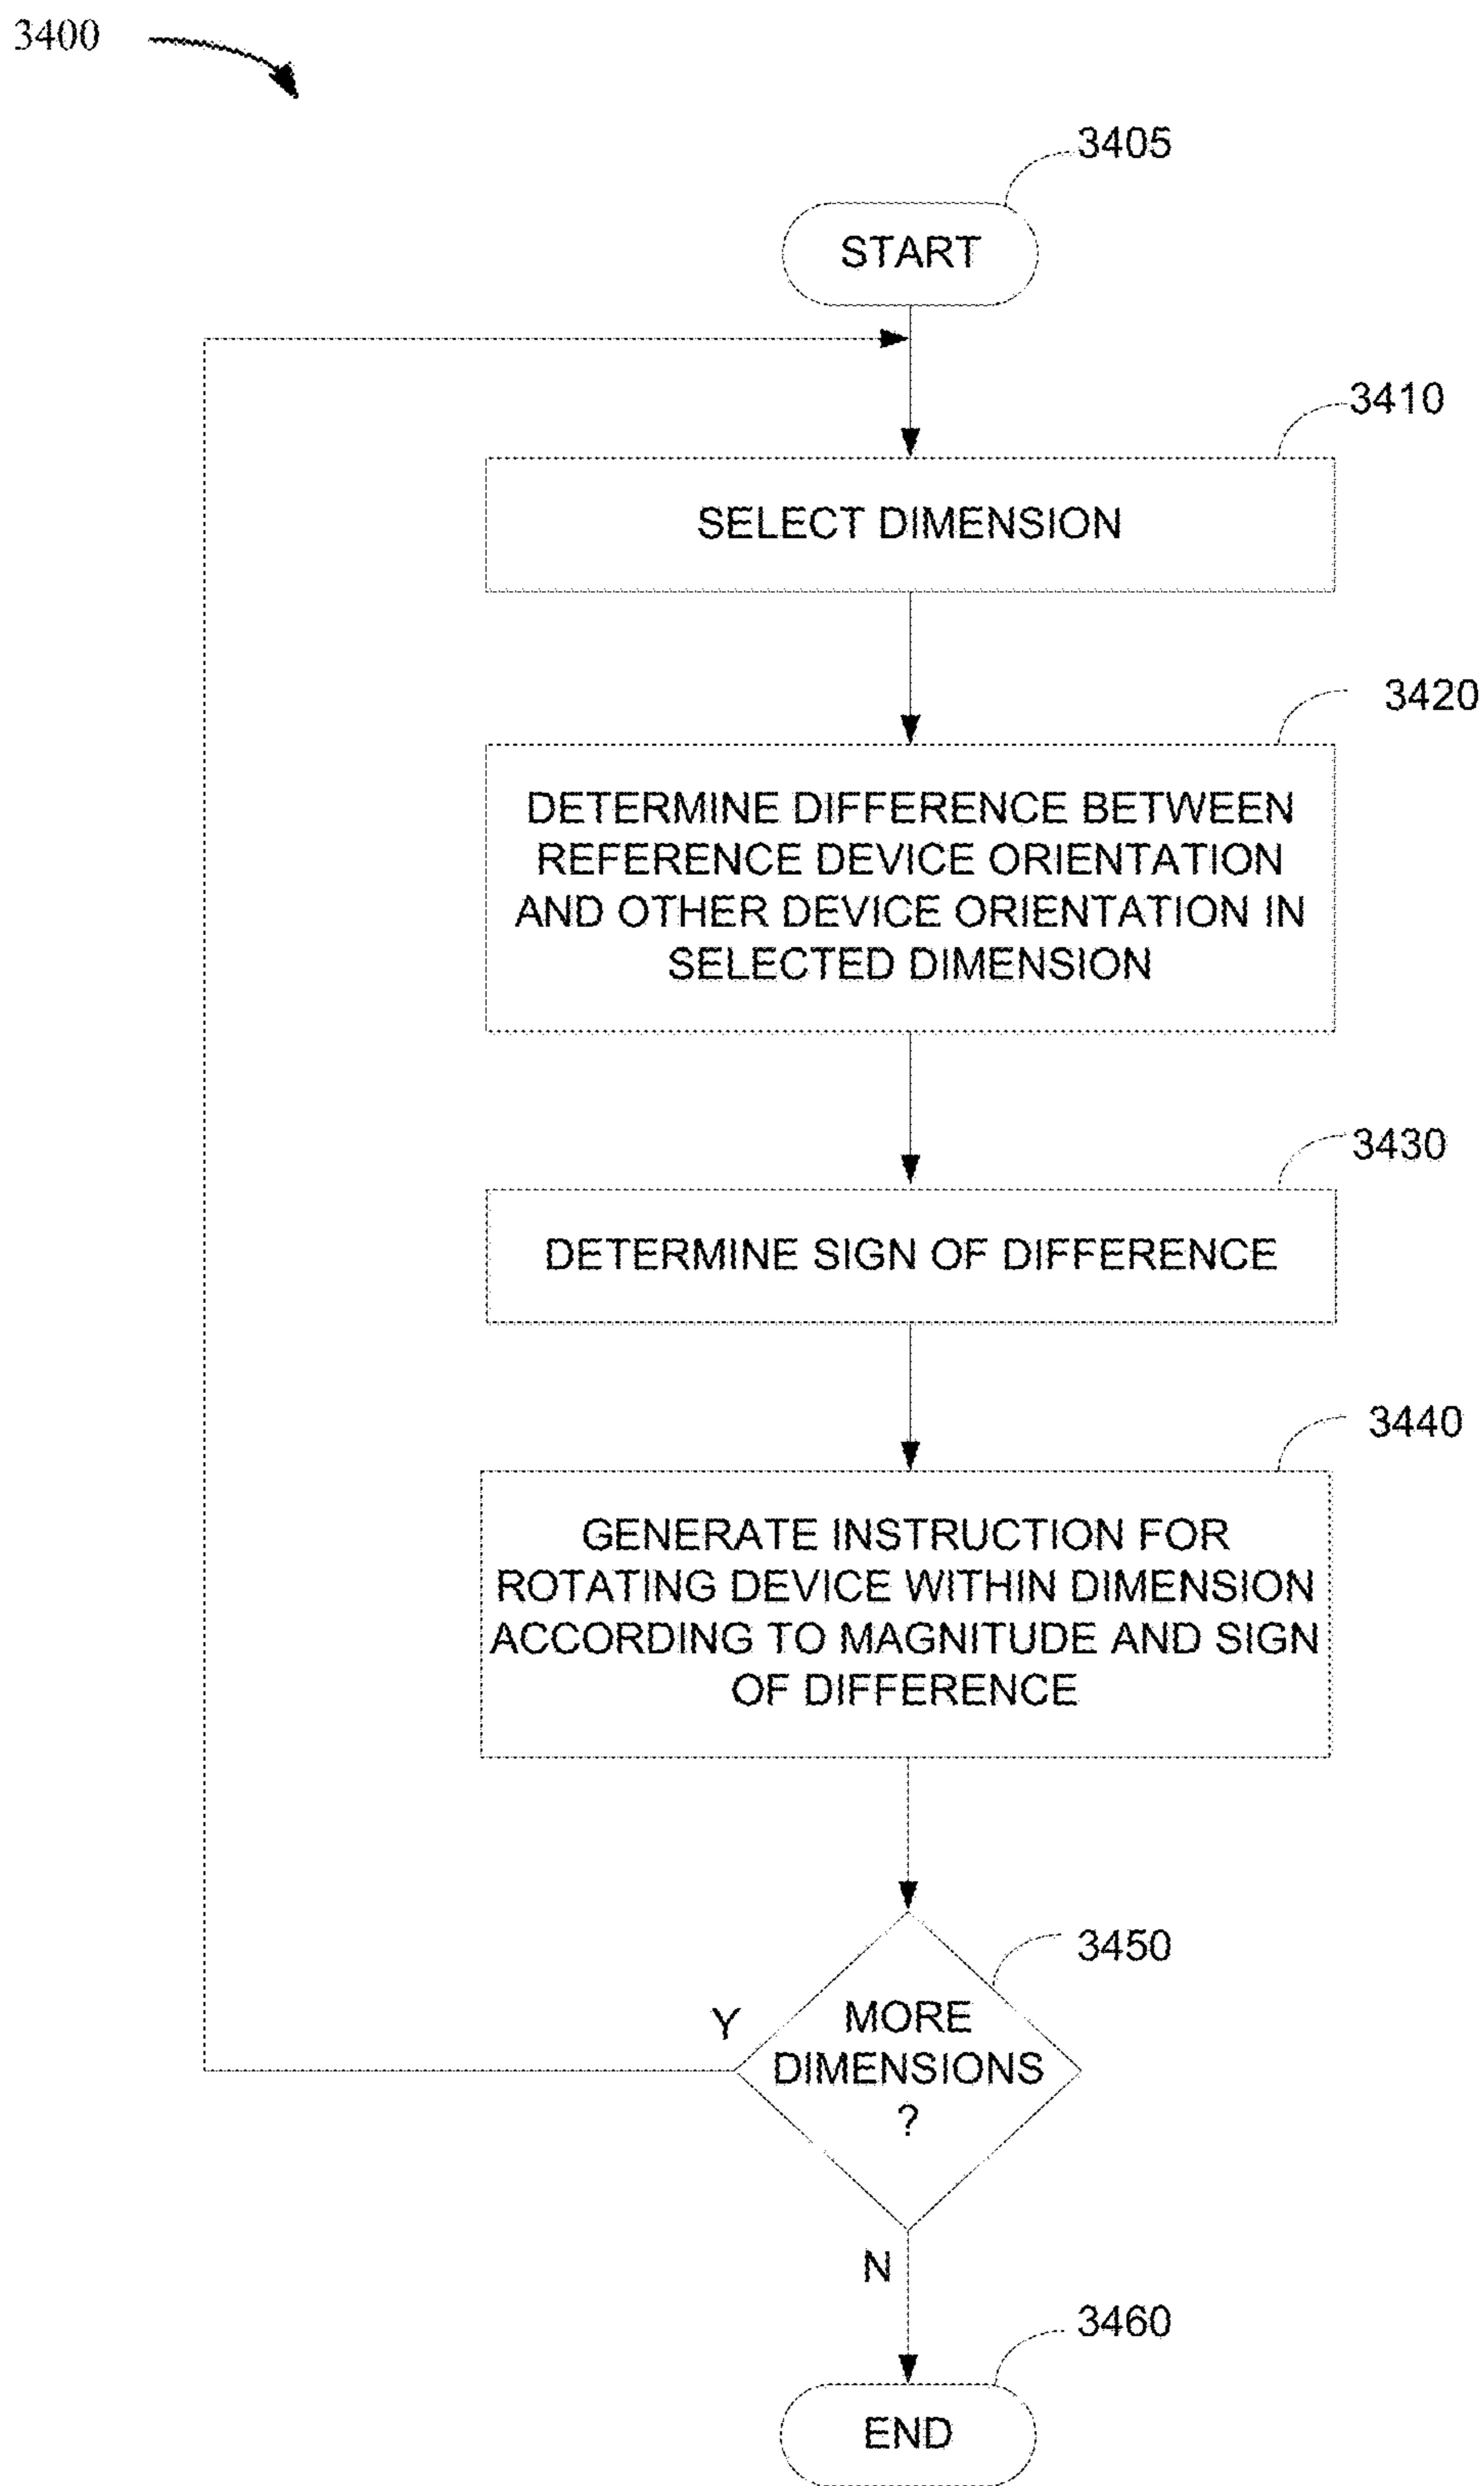 3400
3405
START
3410
SELECT DIMENSION
3420
DETERMINE DIFFERENCE BETWEEN
REFERENCE DEVICE ORIENTATION
AND OTHER DEVICE ORIENTATION IN
SELECTED DIMENSION
3430
DETERMINE SIGN OF DIFFERENCE
3440
GENERATE INSTRUCTION FOR
ROTATING DEVICE WITHIN DIMENSION
ACCORDING TO MAGNITUDE AND SIGN
OF DIFFERENCE
3450
Y
MORE
DIMENSIONS
?
N
3460
END